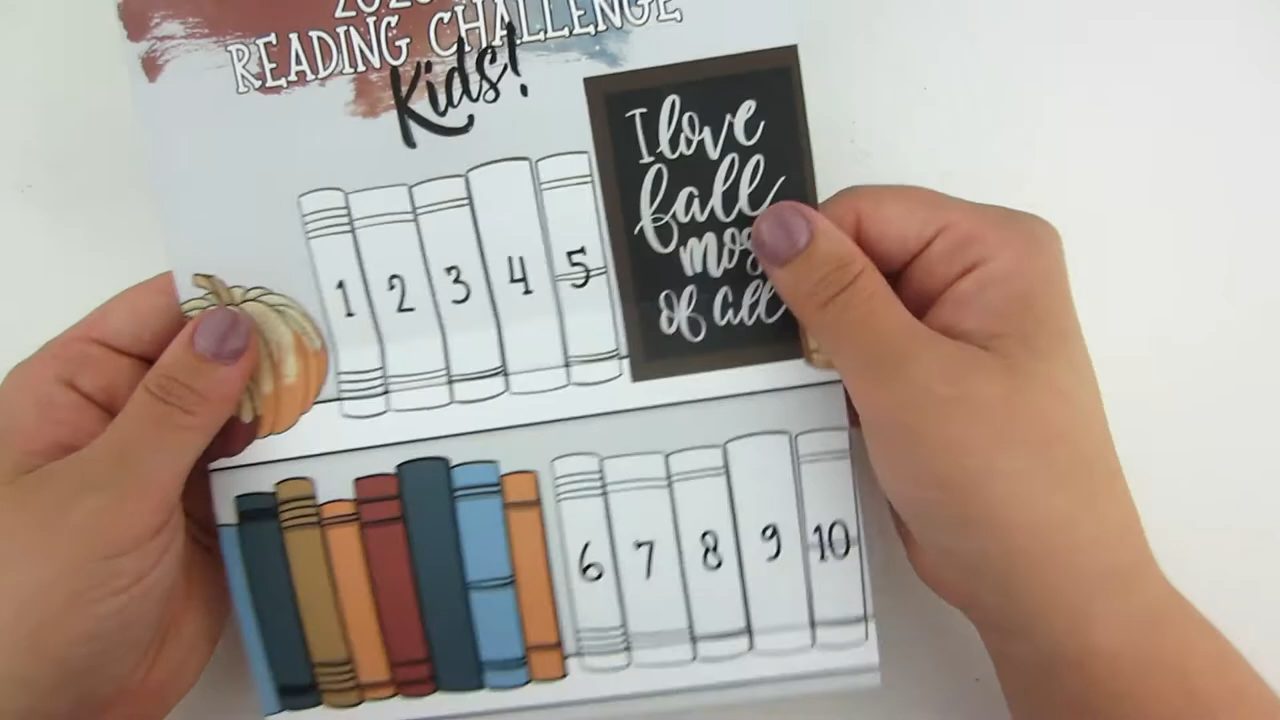 READING CHALLENGE
Kids!
I love
fall
of all
1 2 3 4 5
6 7 8 9 10